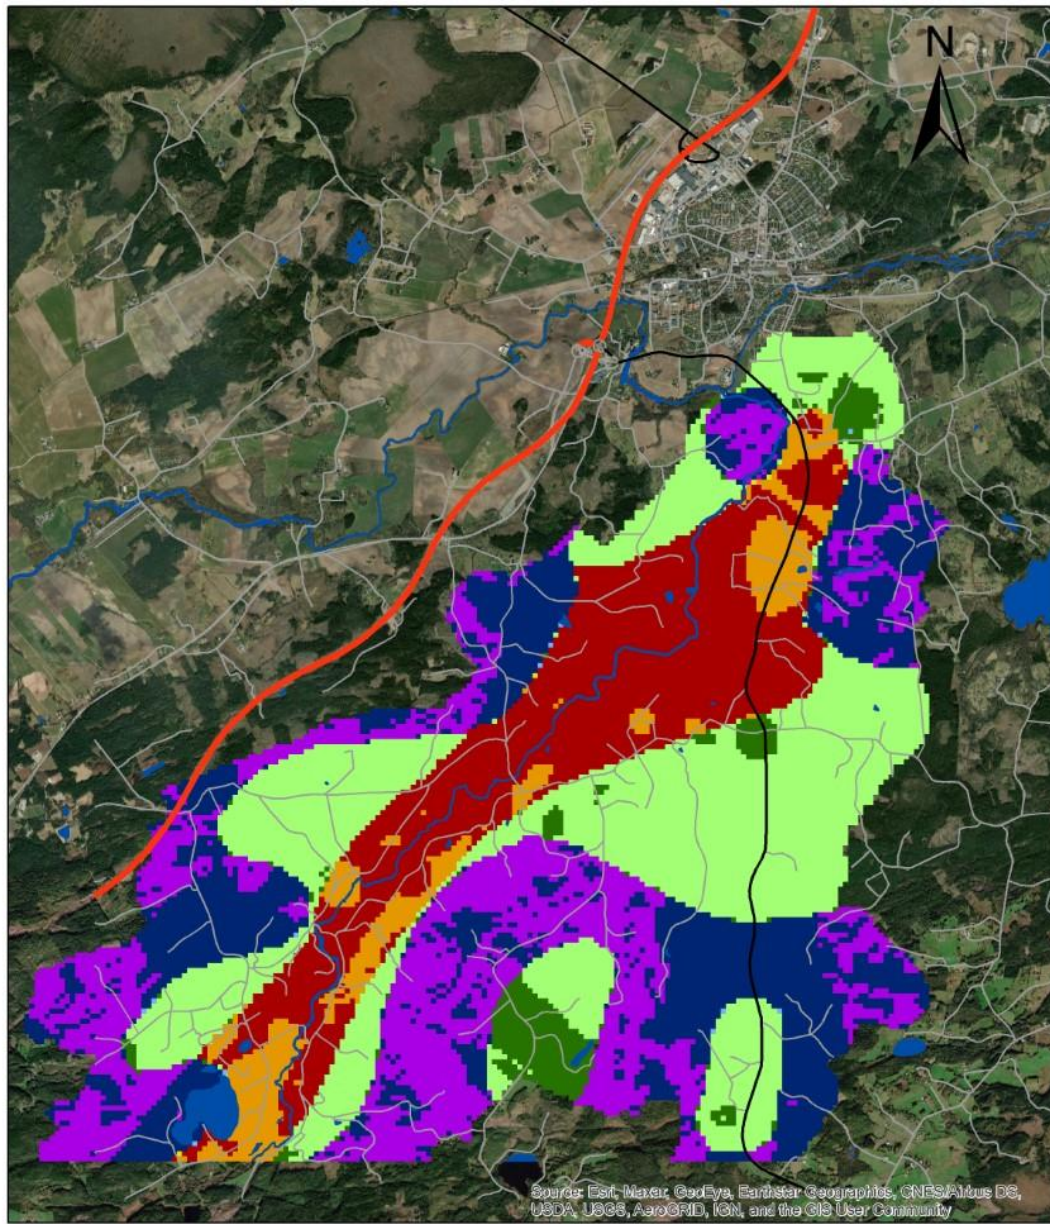 N
Source: Esri, Maxar, GeoEye, Earthstar Geographics, CNES/Airbus DS,
USDA, USGS, AeroGRID, IGN, and the GIS User Community